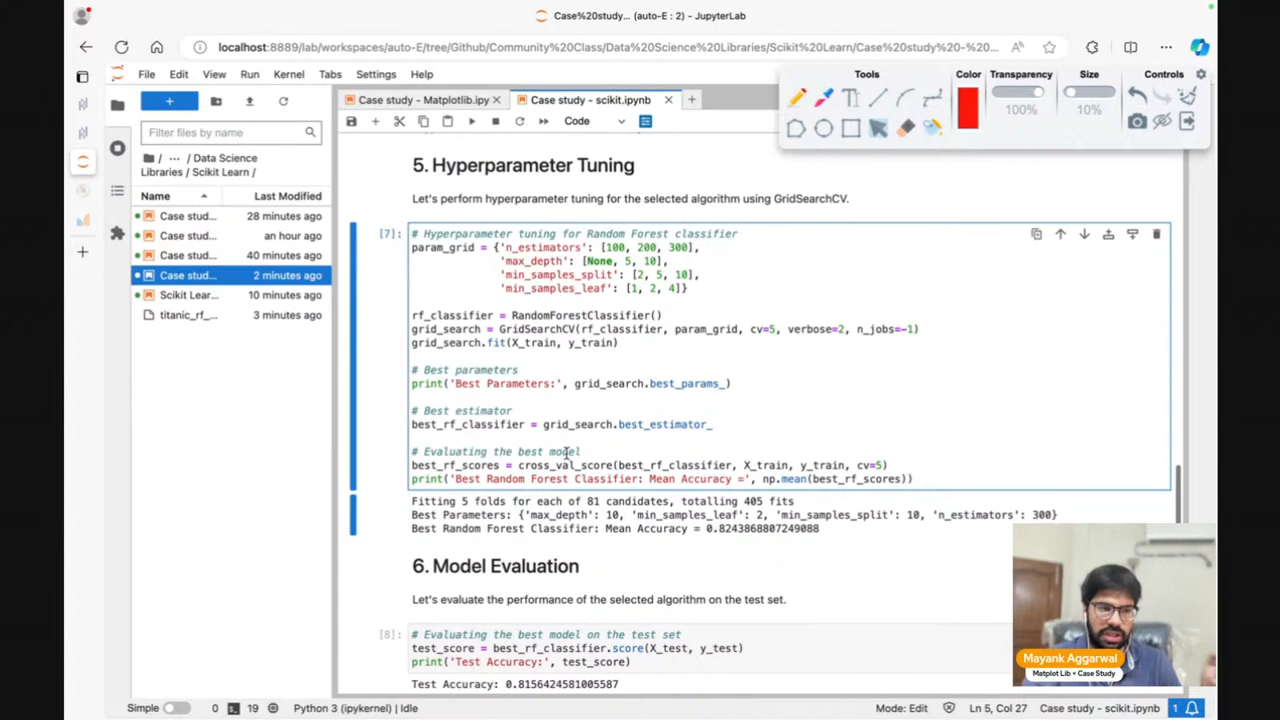 Case%20study... (auto-E : 2) - JupyterLab
localhost:8889/lab/workspaces/auto-E/tree/Github/Community%20Class/Data%20Science%20Libraries/Scikit%20Learn/Case%20study%20-%20...
File Edit View Run Kernel Tabs Settings Help
Tools Color Transparency Size Controls
100% 10%
Case study - Matplotlib.ipy
Case study - scikit.ipynb
Code
Filter files by name
/ ... / Data Science
Libraries / Scikit Learn /
Name Last Modified
Case stud... 28 minutes ago
Case stud... an hour ago
Case stud... 40 minutes ago
Case stud... 2 minutes ago
Scikit Lear... 10 minutes ago
titanic_rf_... 3 minutes ago
5. Hyperparameter Tuning
Let's perform hyperparameter tuning for the selected algorithm using GridSearchCV.
[7]: # Hyperparameter tuning for Random Forest classifier
param_grid = {'n_estimators': [100, 200, 300],
'max_depth': [None, 5, 10],
'min_samples_split': [2, 5, 10],
'min_samples_leaf': [1, 2, 4]}
rf_classifier = RandomForestClassifier()
grid_search = GridSearchCV(rf_classifier, param_grid, cv=5, verbose=2, n_jobs=-1)
grid_search.fit(X_train, y_train)
# Best parameters
print('Best Parameters:', grid_search.best_params_)
# Best estimator
best_rf_classifier = grid_search.best_estimator_
# Evaluating the best model
best_rf_scores = cross_val_score(best_rf_classifier, X_train, y_train, cv=5)
print('Best Random Forest Classifier: Mean Accuracy =', np.mean(best_rf_scores))
Fitting 5 folds for each of 81 candidates, totalling 405 fits
Best Parameters: {'max_depth': 10, 'min_samples_leaf': 2, 'min_samples_split': 10, 'n_estimators': 300}
Best Random Forest Classifier: Mean Accuracy = 0.8243868807249088
6. Model Evaluation
Let's evaluate the performance of the selected algorithm on the test set.
[8]: # Evaluating the best model on the test set
test_score = best_rf_classifier.score(X_test, y_test)
print('Test Accuracy:', test_score)
Test Accuracy: 0.8156424581005587
Mayank Aggarwal
Matplot Lib • Case Study
Simple 0 19 Python 3 (ipykernel) | Idle Mode: Edit Ln 5, Col 27 Case study - scikit.ipynb 1